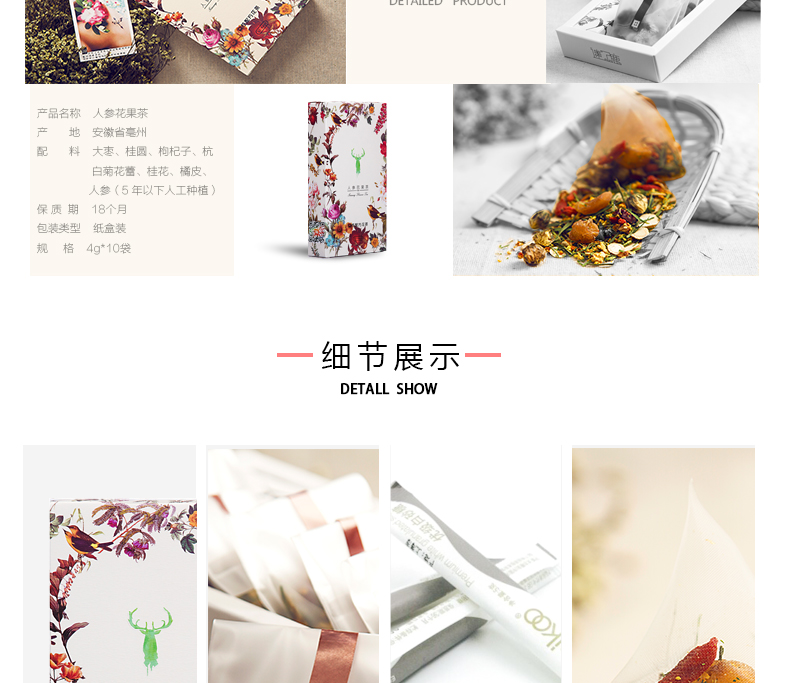 DETAILED PRODUCT
产品名称 人参花果茶
产 地 安徽省亳州
配 料 大枣、桂圆、枸杞子、杭
白菊花蕾、桂花、橘皮、
人参（5年以下人工种植）
保 质 期 18个月
包装类型 纸盒装
规 格 4g*10袋
细节展示
DETALL SHOW